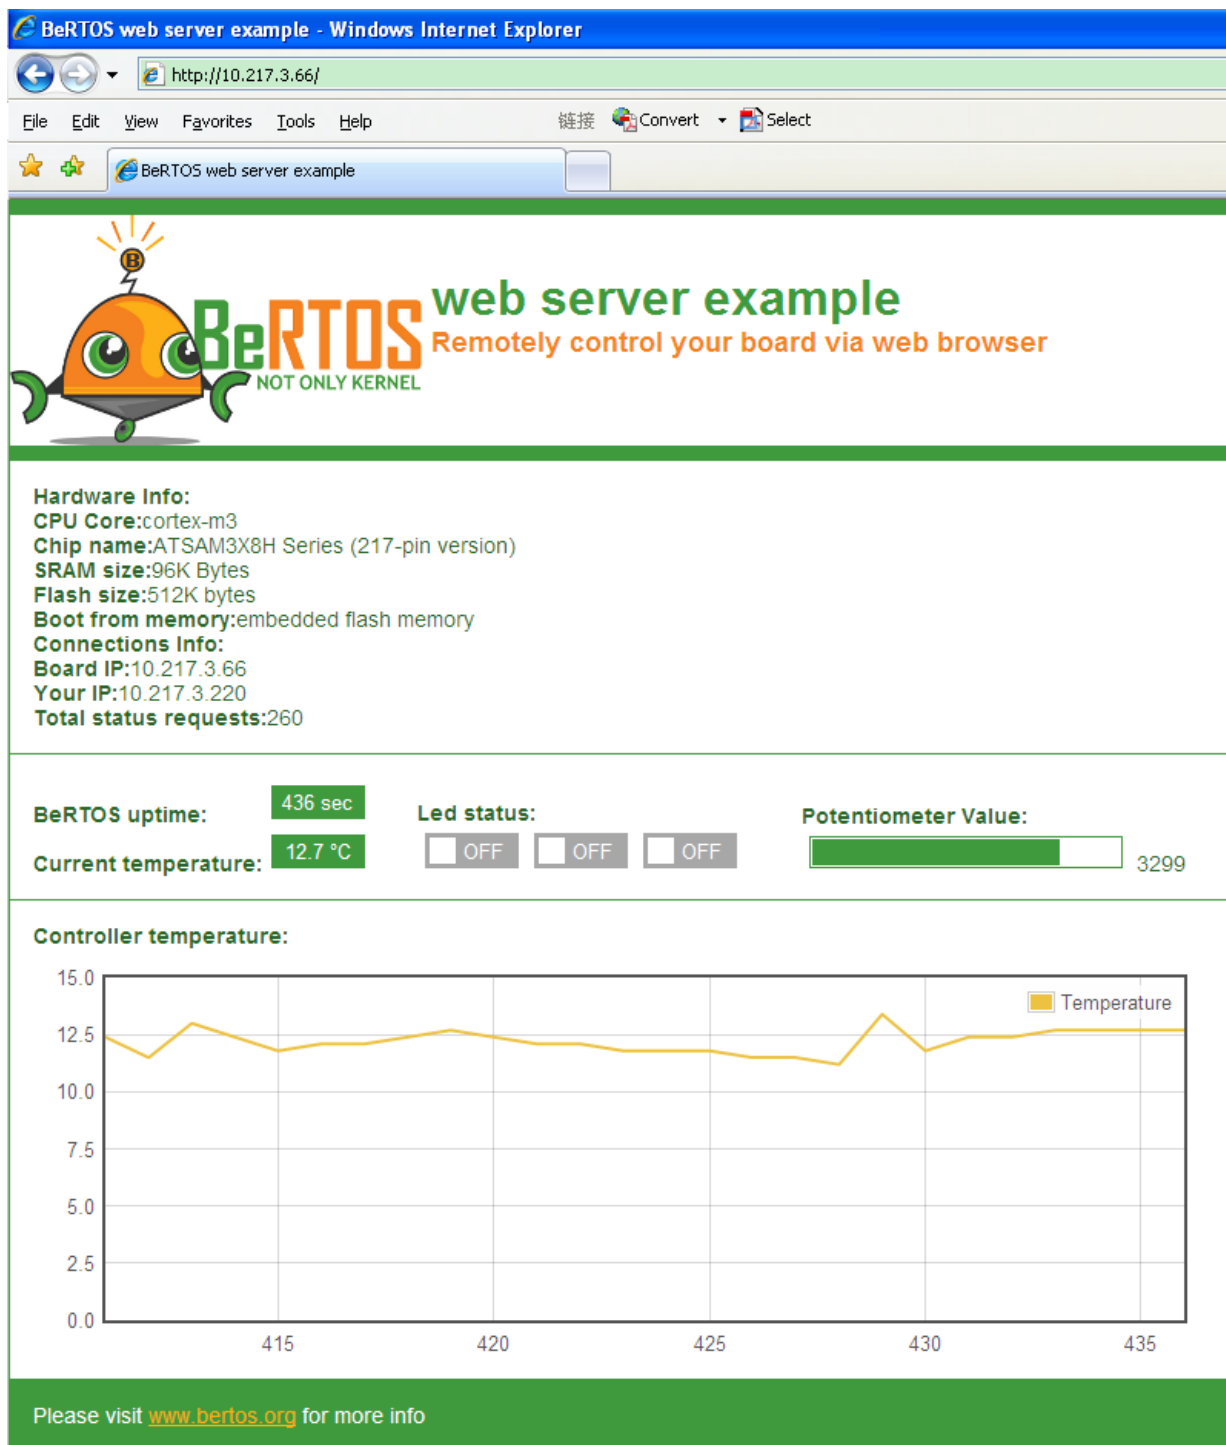 BeRTOS web server example - Windows Internet Explorer
http://10.217.3.66/
File Edit View Favorites Tools Help 链接 Convert Select
BeRTOS web server example
B
BeRTOS
NOT ONLY KERNEL
web server example
Remotely control your board via web browser
Hardware Info:
CPU Core:cortex-m3
Chip name:ATSAM3X8H Series (217-pin version)
SRAM size:96K Bytes
Flash size:512K bytes
Boot from memory:embedded flash memory
Connections Info:
Board IP:10.217.3.66
Your IP:10.217.3.220
Total status requests:260
BeRTOS uptime: 436 sec
Current temperature: 12.7 °C
Led status:
OFF OFF OFF
Potentiometer Value:
3299
Controller temperature:
Temperature
15.0
12.5
10.0
7.5
5.0
2.5
0.0
415 420 425 430 435
Please visit www.bertos.org for more info